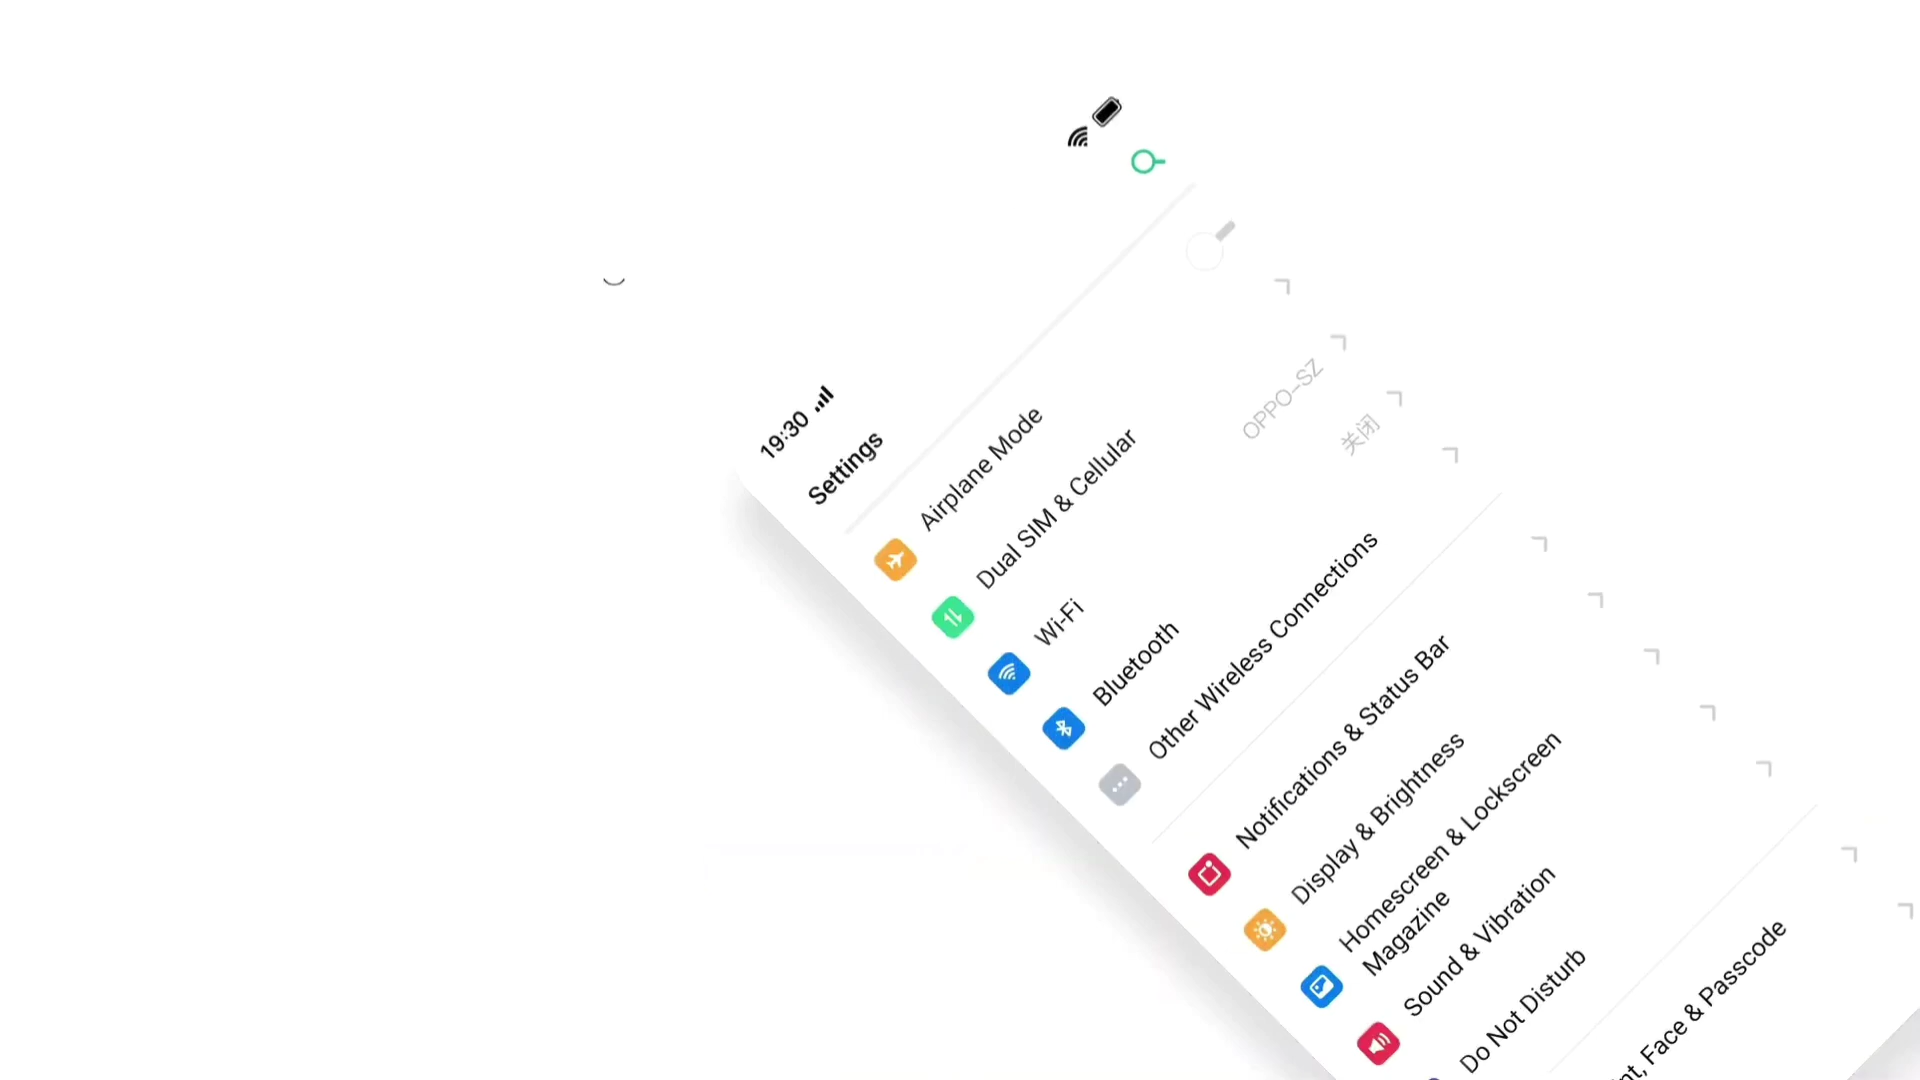 19:30
Settings
Airplane Mode
Dual SIM & Cellular
Wi-Fi
OPPO-SZ
Bluetooth
关闭
Other Wireless Connections
Notifications & Status Bar
Display & Brightness
Homescreen & Lockscreen
Magazine
Sound & Vibration
Do Not Disturb
Face & Passcode